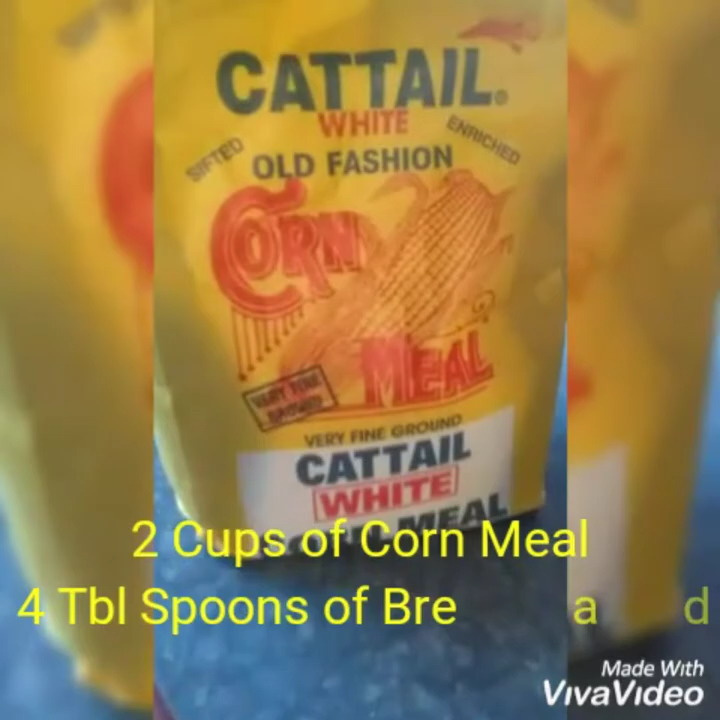 CATTAIL®
WHITE
SIFTED
ENRICHED
OLD FASHION
CORN
MEAL
VERY FINE
GROUND
VERY FINE GROUND
CATTAIL
WHITE
MEAL
2 Cups of Corn Meal
4 Tbl Spoons of Bre a d
Made With
VivaVideo